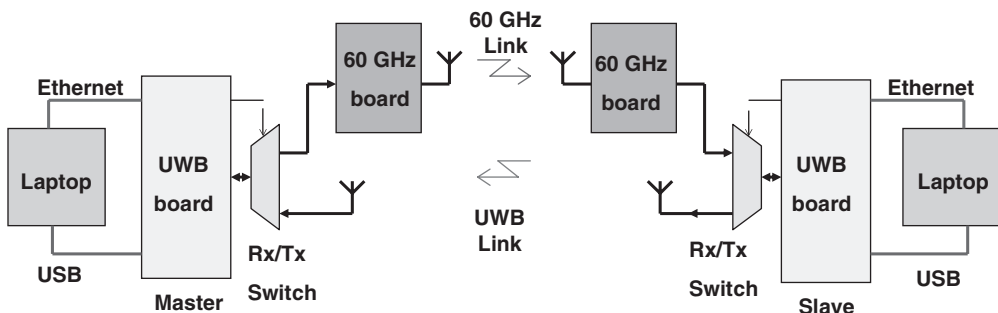 60 GHz
Link
60 GHz
board
60 GHz
board
Ethernet
Ethernet
Laptop
UWB
board
UWB
board
Laptop
UWB
Link
USB
Rx/Tx
Switch
Rx/Tx
Switch
USB
Master
Slave